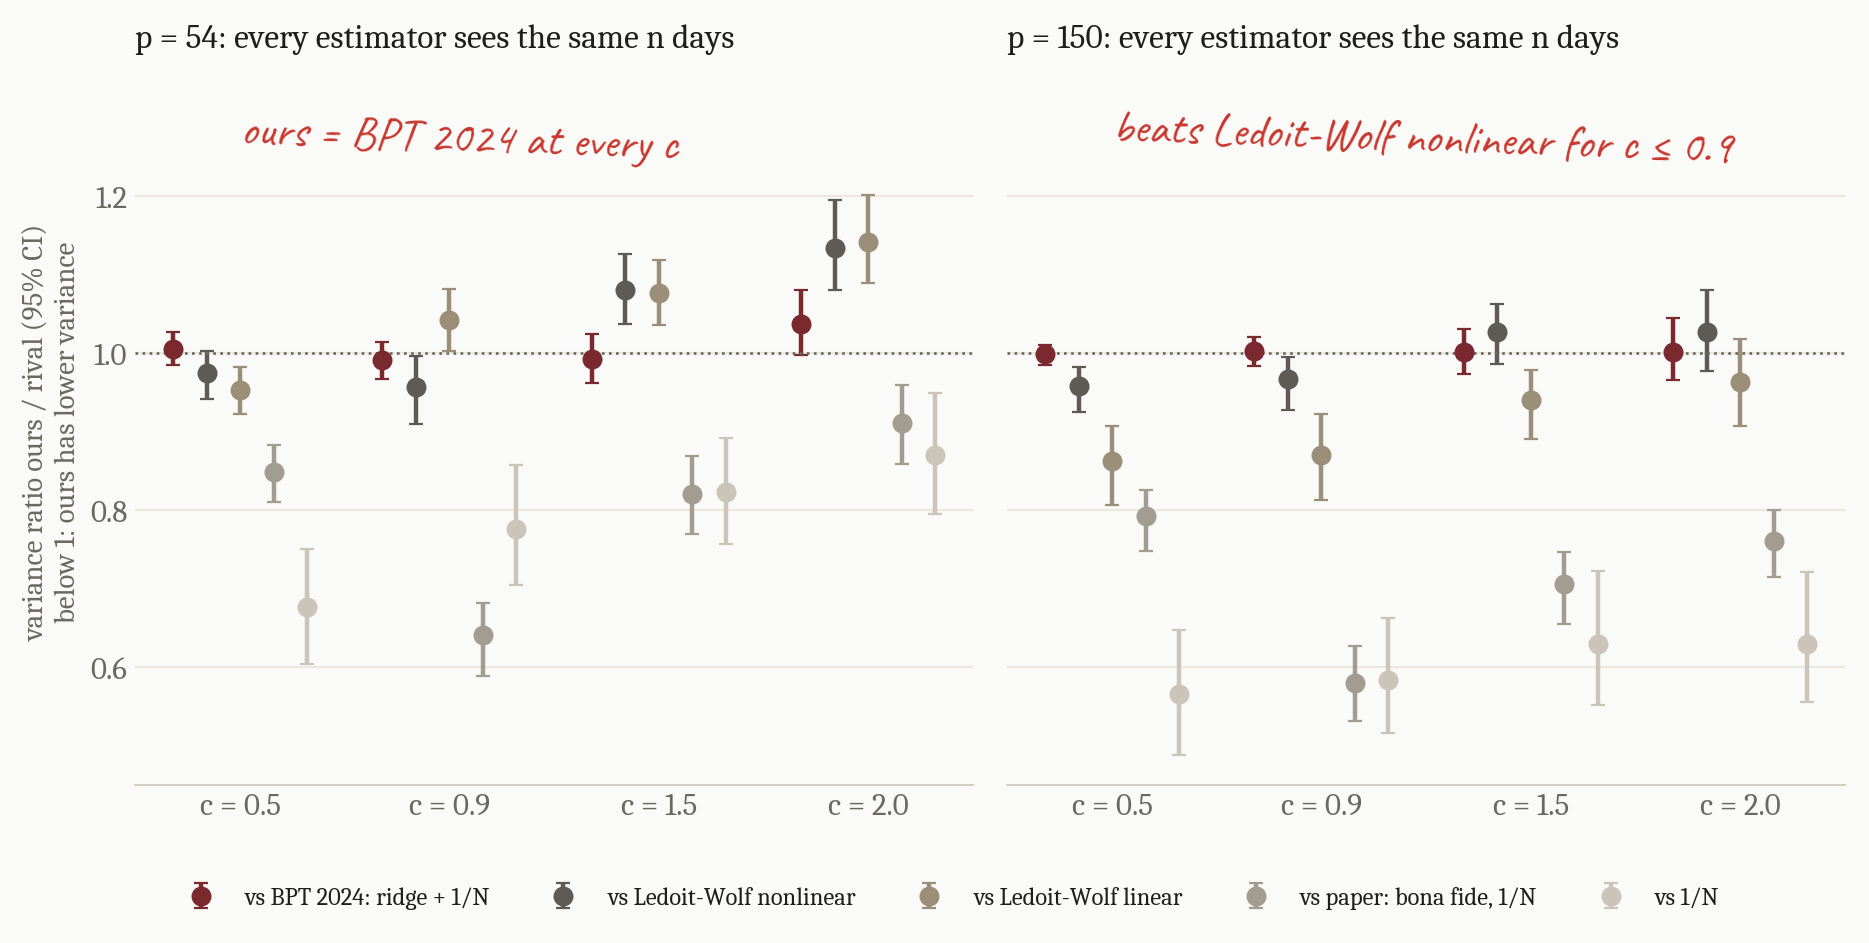 p = 54: every estimator sees the same n days
p = 150: every estimator sees the same n days
ours = BPT 2024 at every c
beats Ledoit-Wolf nonlinear for c ≤ 0.9
variance ratio ours / rival (95% CI)
below 1: ours has lower variance
1.2
1.0
0.8
0.6
c = 0.5
c = 0.9
c = 1.5
c = 2.0
c = 0.5
c = 0.9
c = 1.5
c = 2.0
vs BPT 2024: ridge + 1/N
vs Ledoit-Wolf nonlinear
vs Ledoit-Wolf linear
vs paper: bona fide, 1/N
vs 1/N